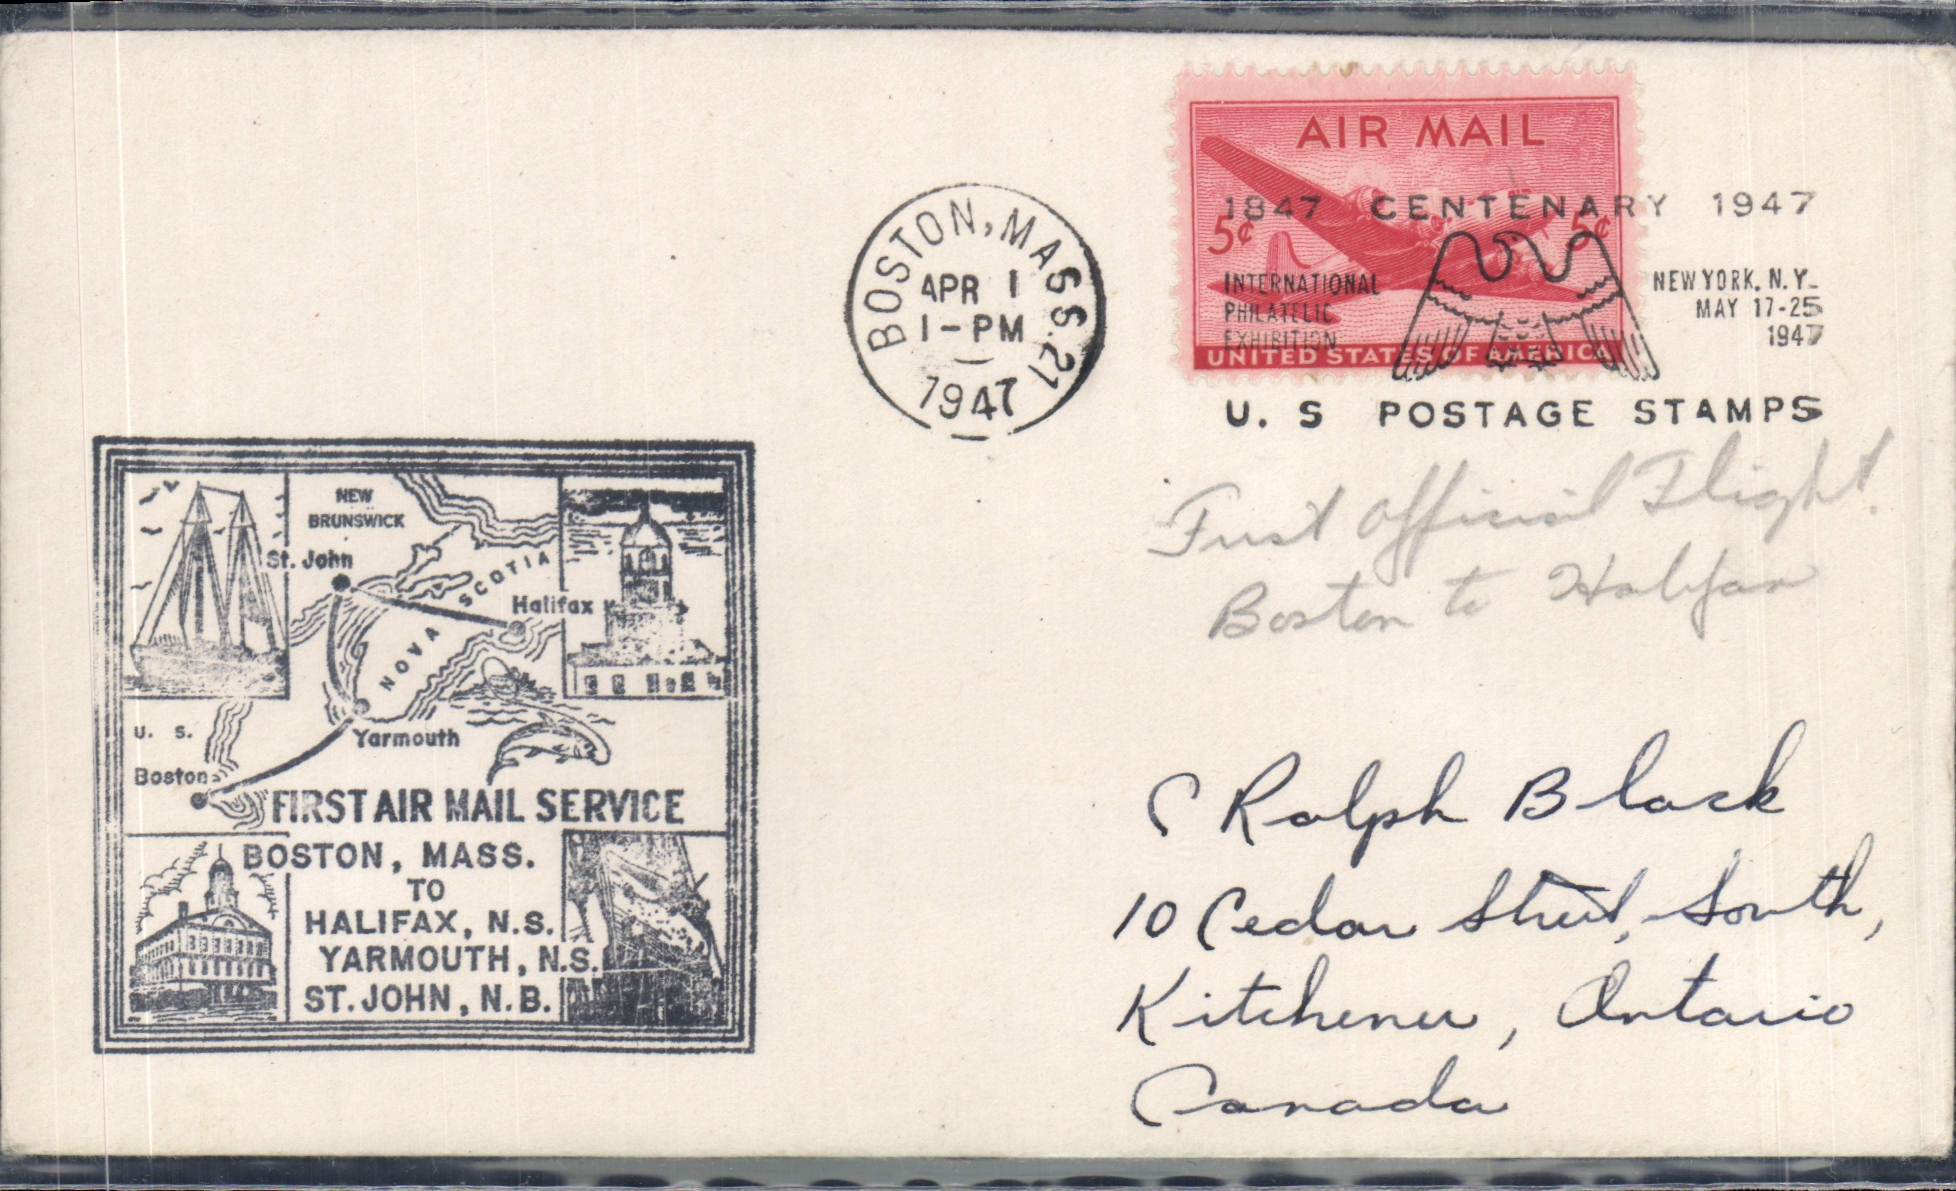 AIR MAIL
5¢ 5¢
UNITED STATES OF AMERICA
1847 CENTENARY 1947
INTERNATIONAL
PHILATELIC
EXHIBITION
NEW YORK, N.Y.
MAY 17-25
1947
U. S POSTAGE STAMPS
BOSTON, MASS. 21
APR 1
1-PM
1947
First Official Flight.
Boston to Halifax
NEW
BRUNSWICK
St. John
NOVA SCOTIA
Halifax
U. S.
Yarmouth
Boston
FIRST AIR MAIL SERVICE
BOSTON, MASS.
TO
HALIFAX, N.S.
YARMOUTH, N.S.
ST. JOHN, N.B.
C Ralph Black
10 Cedar Street, South,
Kitchener, Ontario
Canada